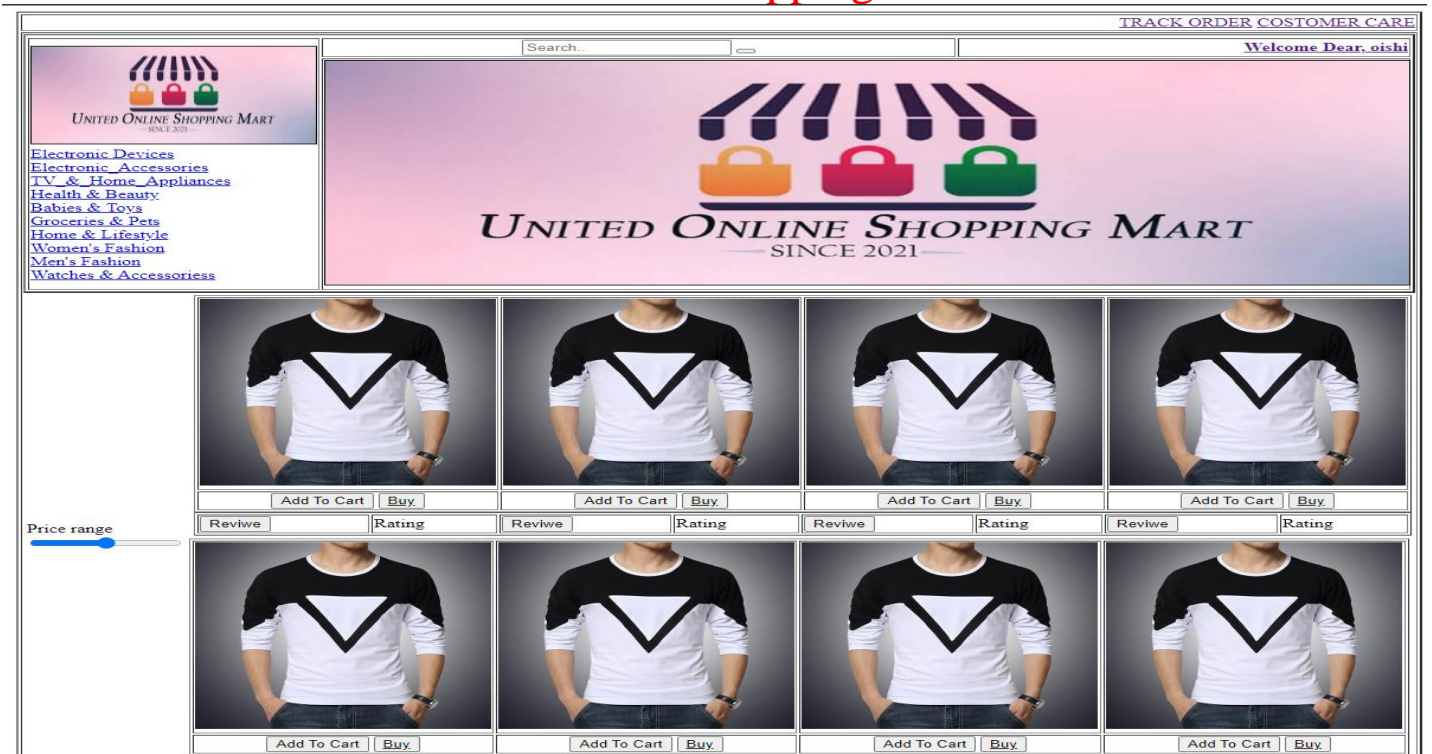 TRACK ORDER COSTOMER CARE
Search..
Welcome Dear, oishi
UNITED ONLINE SHOPPING MART
SINCE 2021
Electronic Devices
Electronic_Accessories
TV_&_Home_Appliances
Health & Beauty
Babies & Toys
Groceries & Pets
Home & Lifestyle
Women's Fashion
Men's Fashion
Watches & Accessoriess
UNITED ONLINE SHOPPING MART
SINCE 2021
Add To Cart Buy Add To Cart Buy Add To Cart Buy Add To Cart Buy
Reviwe Rating Reviwe Rating Reviwe Rating Reviwe Rating
Price range
Add To Cart Buy Add To Cart Buy Add To Cart Buy Add To Cart Buy